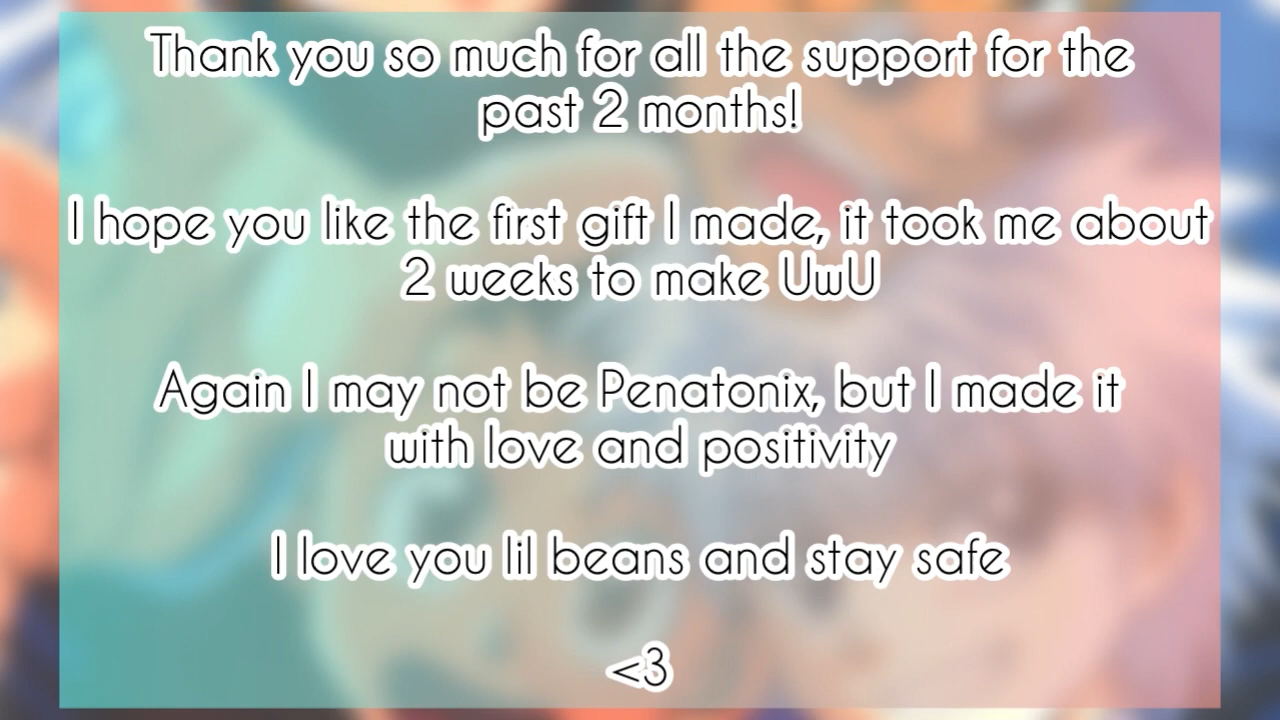 Thank you so much for all the support for the
past 2 months!
I hope you like the first gift I made, it took me about
2 weeks to make UwU
Again I may not be Penatonix, but I made it
with love and positivity
I love you lil beans and stay safe
<3